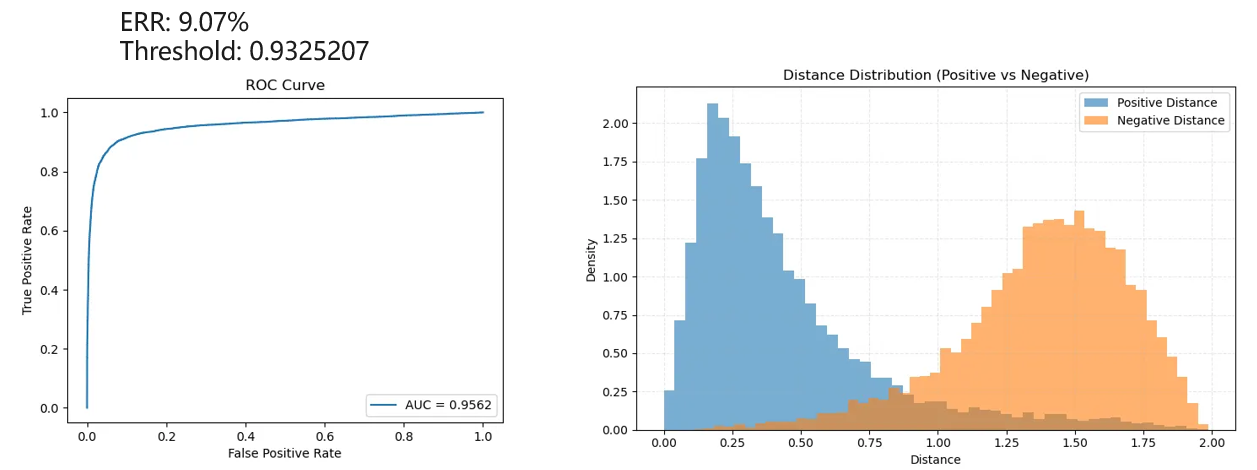 ERR: 9.07%
Threshold: 0.9325207
ROC Curve
1.0
0.8
0.6
0.4
0.2
0.0
True Positive Rate
AUC = 0.9562
0.0 0.2 0.4 0.6 0.8 1.0
False Positive Rate
Distance Distribution (Positive vs Negative)
Positive Distance
Negative Distance
2.00
1.75
1.50
1.25
1.00
0.75
0.50
0.25
0.00
Density
0.00 0.25 0.50 0.75 1.00 1.25 1.50 1.75 2.00
Distance